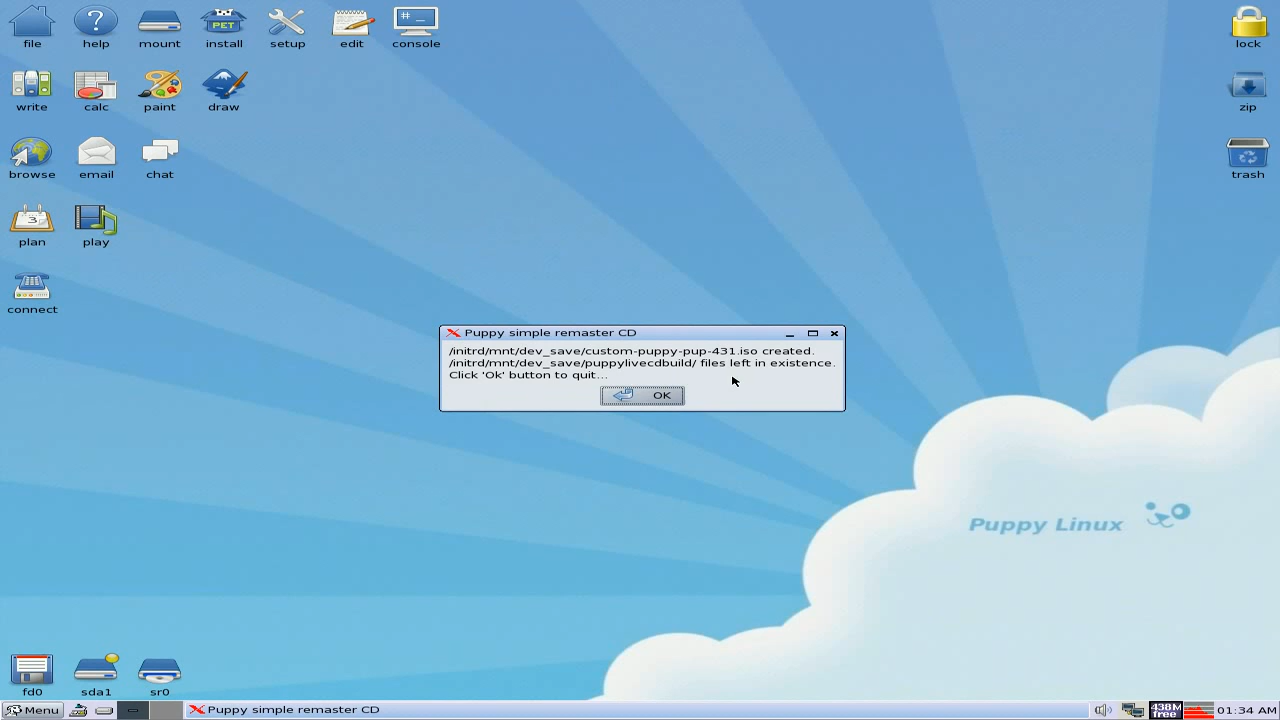 file help mount install setup edit console lock
PET
# _
write calc paint draw zip
browse email chat trash
3
plan play
connect
Puppy simple remaster CD
/initrd/mnt/dev_save/custom-puppy-pup-431.iso created.
/initrd/mnt/dev_save/puppylivecdbuild/ files left in existence.
Click 'Ok' button to quit...
OK
Puppy Linux
fd0 sda1 sr0
Menu Puppy simple remaster CD 438M free 01:34 AM